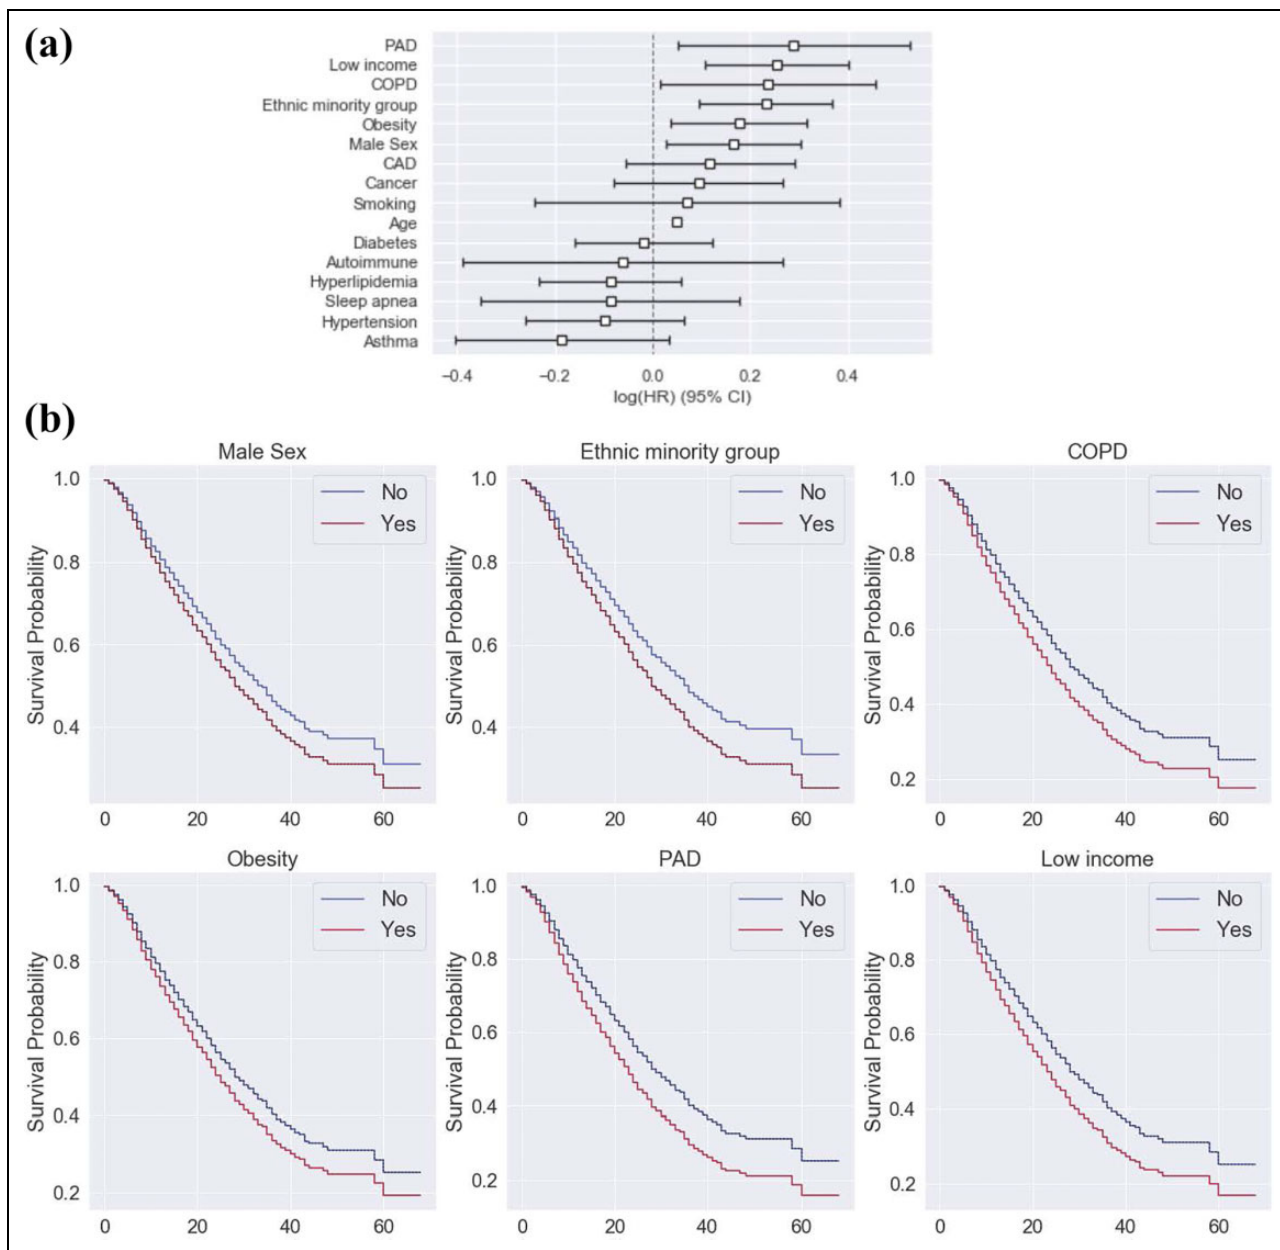 (a)
PAD
Low income
COPD
Ethnic minority group
Obesity
Male Sex
CAD
Cancer
Smoking
Age
Diabetes
Autoimmune
Hyperlipidemia
Sleep apnea
Hypertension
Asthma
−0.4 −0.2 0.0 0.2 0.4
log(HR) (95% CI)
(b)
Male Sex
No
Yes
Survival Probability
1.0
0.8
0.6
0.4
0 20 40 60
Ethnic minority group
No
Yes
Survival Probability
1.0
0.8
0.6
0.4
0 20 40 60
COPD
No
Yes
Survival Probability
1.0
0.8
0.6
0.4
0.2
0 20 40 60
Obesity
No
Yes
Survival Probability
1.0
0.8
0.6
0.4
0.2
0 20 40 60
PAD
No
Yes
Survival Probability
1.0
0.8
0.6
0.4
0.2
0 20 40 60
Low income
No
Yes
Survival Probability
1.0
0.8
0.6
0.4
0.2
0 20 40 60